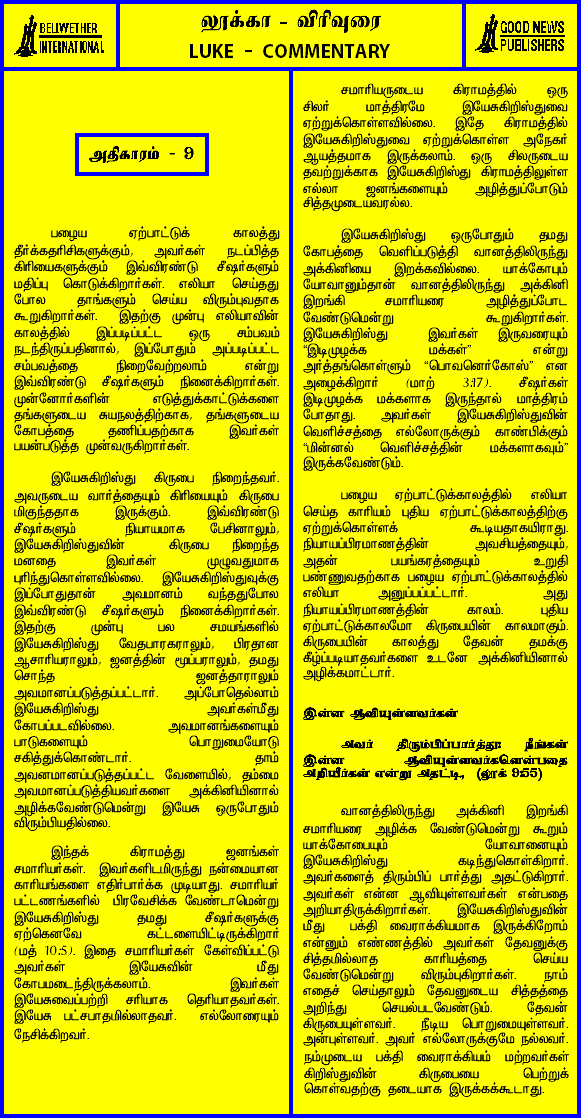 BELLWETHER
INTERNATIONAL
லூக்கா - விரிவுரை
LUKE - COMMENTARY
GOOD NEWS
PUBLISHERS
அதிகாரம் - 9
பழைய ஏற்பாட்டுக் காலத்து
தீர்க்கதரிசிகளுக்கும், அவர்கள் நடப்பித்த
கிரியைகளுக்கும் இவ்விரண்டு சீஷர்களும்
மதிப்பு கொடுக்கிறார்கள். எலியா செய்தது
போல தாங்களும் செய்ய விரும்புவதாக
கூறுகிறார்கள். இதற்கு முன்பு எலியாவின்
காலத்தில் இப்படிப்பட்ட ஒரு சம்பவம்
நடந்திருப்பதினால், இப்போதும் அப்படிப்பட்ட
சம்பவத்தை நிறைவேற்றலாம் என்று
இவ்விரண்டு சீஷர்களும் நினைக்கிறார்கள்.
முன்னோர்களின் எடுத்துக்காட்டுக்களை
தங்களுடைய சுயநலத்திற்காக, தங்களுடைய
கோபத்தை தணிப்பதற்காக இவர்கள்
பயன்படுத்த முன்வருகிறார்கள்.
இயேசுகிறிஸ்து கிருபை நிறைந்தவர்.
அவருடைய வார்த்தையும் கிரியையும் கிருபை
மிகுந்ததாக இருக்கும். இவ்விரண்டு
சீஷர்களும் நியாயமாக பேசினாலும்,
இயேசுகிறிஸ்துவின் கிருபை நிறைந்த
மனதை இவர்கள் முழுவதுமாக
புரிந்துகொள்ளவில்லை. இயேசுகிறிஸ்துவுக்கு
இப்போதுதான் அவமானம் வந்ததுபோல
இவ்விரண்டு சீஷர்களும் நினைக்கிறார்கள்.
இதற்கு முன்பு பல சமயங்களில்
இயேசுகிறிஸ்து வேதபாரகராலும், பிரதான
ஆசாரியராலும், ஜனத்தின் மூப்பராலும், தமது
சொந்த ஜனத்தாராலும்
அவமானப்படுத்தப்பட்டார். அப்போதெல்லாம்
இயேசுகிறிஸ்து அவர்கள்மீது
கோபப்படவில்லை. அவமானங்களையும்
பாடுகளையும் பொறுமையோடு
சகித்துக்கொண்டார். தாம்
அவனமானப்படுத்தப்பட்ட வேளையில், தம்மை
அவமானப்படுத்தியவர்களை அக்கினியினால்
அழிக்கவேண்டுமென்று இயேசு ஒருபோதும்
விரும்பியதில்லை.
இந்தக் கிராமத்து ஜனங்கள்
சமாரியர்கள். இவர்களிடமிருந்து நன்மையான
காரியங்களை எதிர்பார்க்க முடியாது. சமாரியர்
பட்டணங்களில் பிரவேசிக்க வேண்டாமென்று
இயேசுகிறிஸ்து தமது சீஷர்களுக்கு
ஏற்கெனவே கட்டளையிட்டிருக்கிறார்
(மத் 10:5). இதை சமாரியர்கள் கேள்விப்பட்டு
அவர்கள் இயேசுவின் மீது
கோபமடைந்திருக்கலாம். இவர்கள்
இயேசுவைப்பற்றி சரியாக தெரியாதவர்கள்.
இயேசு பட்சபாதமில்லாதவர். எல்லோரையும்
நேசிக்கிறவர்.
சமாரியருடைய கிராமத்தில் ஒரு
சிலர் மாத்திரமே இயேசுகிறிஸ்துவை
ஏற்றுக்கொள்ளவில்லை. இதே கிராமத்தில்
இயேசுகிறிஸ்துவை ஏற்றுக்கொள்ள அநேகர்
ஆயத்தமாக இருக்கலாம். ஒரு சிலருடைய
தவற்றுக்காக இயேசுகிறிஸ்து கிராமத்திலுள்ள
எல்லா ஜனங்களையும் அழித்துப்போடும்
சித்தமுடையவரல்ல.
இயேசுகிறிஸ்து ஒருபோதும் தமது
கோபத்தை வெளிப்படுத்தி வானத்திலிருந்து
அக்கினியை இறக்கவில்லை. யாக்கோபும்
யோவானும்தான் வானத்திலிருந்து அக்கினி
இறங்கி சமாரியரை அழித்துப்போட
வேண்டுமென்று கூறுகிறார்கள்.
இயேசுகிறிஸ்து இவர்கள் இருவரையும்
“இடிமுழக்க மக்கள்” என்று
அர்த்தங்கொள்ளும் “பொவனெர்கோஸ்” என
அழைக்கிறார் (மாற் 3:17). சீஷர்கள்
இடிமுழக்க மக்களாக இருந்தால் மாத்திரம்
போதாது. அவர்கள் இயேசுகிறிஸ்துவின்
வெளிச்சத்தை எல்லோருக்கும் காண்பிக்கும்
“மின்னல் வெளிச்சத்தின் மக்களாகவும்”
இருக்கவேண்டும்.
பழைய ஏற்பாட்டுக்காலத்தில் எலியா
செய்த காரியம் புதிய ஏற்பாட்டுக்காலத்திற்கு
ஏற்றுக்கொள்ளக் கூடியதாகயிராது.
நியாயப்பிரமாணத்தின் அவசியத்தையும்,
அதன் பயங்கரத்தையும் உறுதி
பண்ணுவதற்காக பழைய ஏற்பாட்டுக்காலத்தில்
எலியா அனுப்பப்பட்டார். அது
நியாயப்பிரமாணத்தின் காலம். புதிய
ஏற்பாட்டுக்காலமோ கிருபையின் காலமாகும்.
கிருபையின் காலத்து தேவன் தமக்கு
கீழ்ப்படியாதவர்களை உடனே அக்கினியினால்
அழிக்கமாட்டார்.
இன்ன ஆவியுள்ளவர்கள்
அவர் திரும்பிப்பார்த்து: நீங்கள்
இன்ன ஆவியுள்ளவர்களென்பதை
அறியீர்கள் என்று அதட்டி, (லூக் 9:55)
வானத்திலிருந்து அக்கினி இறங்கி
சமாரியரை அழிக்க வேண்டுமென்று கூறும்
யாக்கோபையும் யோவானையும்
இயேசுகிறிஸ்து கடிந்துகொள்கிறார்.
அவர்களைத் திரும்பிப் பார்த்து அதட்டுகிறார்.
அவர்கள் என்ன ஆவியுள்ளவர்கள் என்பதை
அறியாதிருக்கிறார்கள். இயேசுகிறிஸ்துவின்
மீது பக்தி வைராக்கியமாக இருக்கிறோம்
என்னும் எண்ணத்தில் அவர்கள் தேவனுக்கு
சித்தமில்லாத காரியத்தை செய்ய
வேண்டுமென்று விரும்புகிறார்கள். நாம்
எதைச் செய்தாலும் தேவனுடைய சித்தத்தை
அறிந்து செயல்படவேண்டும். தேவன்
கிருபையுள்ளவர். நீடிய பொறுமையுள்ளவர்.
அன்புள்ளவர். அவர் எல்லோருக்குமே நல்லவர்.
நம்முடைய பக்தி வைராக்கியம் மற்றவர்கள்
கிறிஸ்துவின் கிருபையை பெற்றுக்
கொள்வதற்கு தடையாக இருக்கக்கூடாது.